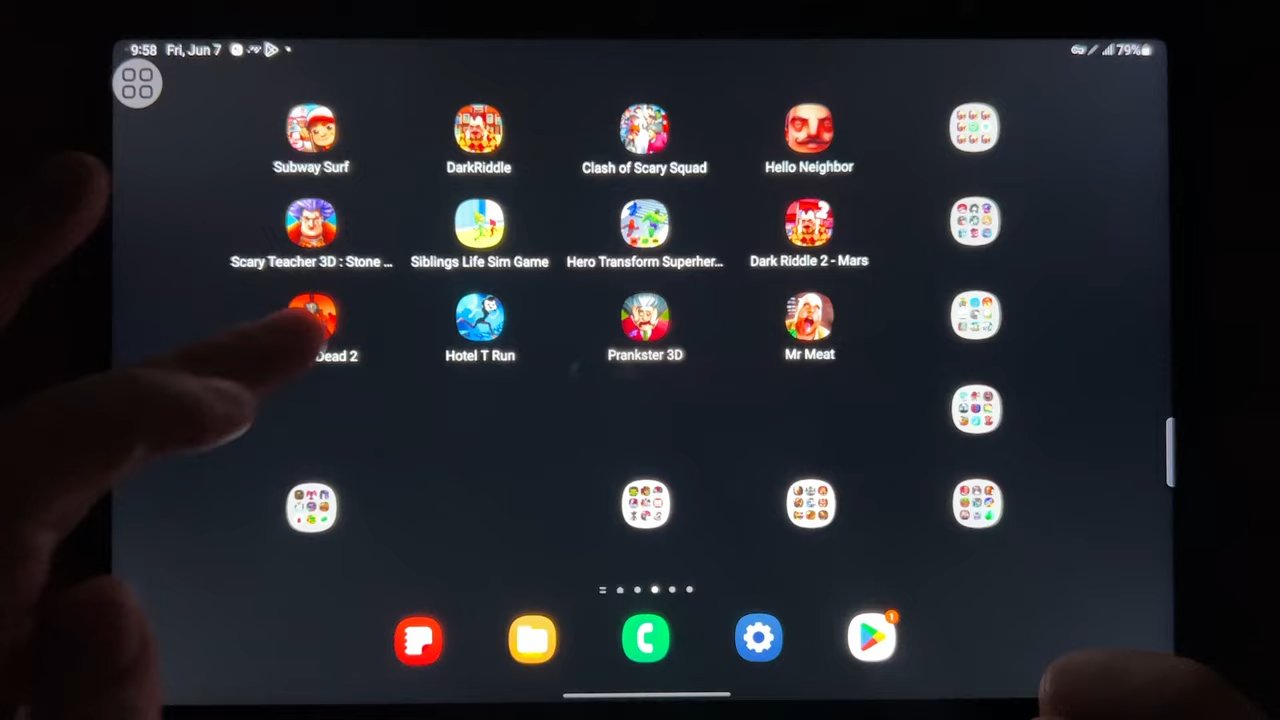 9:58 Fri, Jun 7
79%
Subway Surf
DarkRiddle
Clash of Scary Squad
Hello Neighbor
Scary Teacher 3D : Stone ...
Siblings Life Sim Game
Hero Transform Superher...
2
Dark Riddle 2 - Mars
Dead 2
Hotel T Run
Prankster 3D
Mr Meat
1